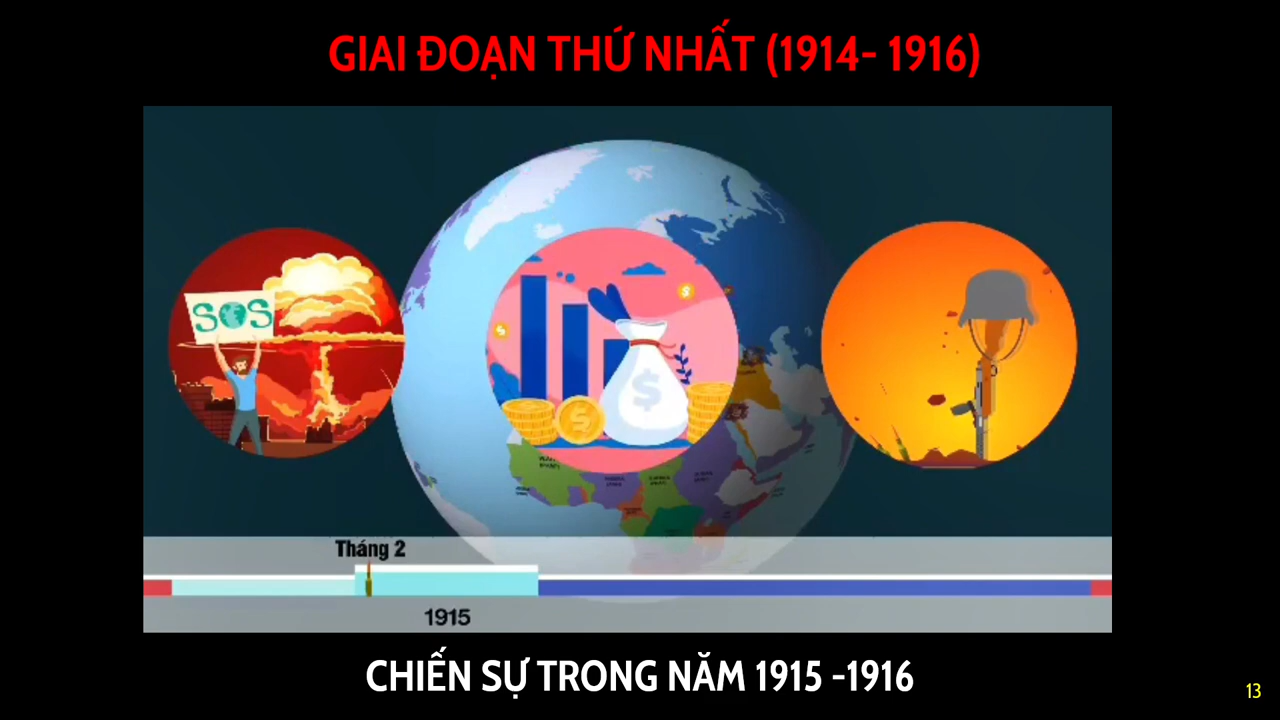 GIAI ĐOẠN THỨ NHẤT (1914- 1916)
SOS
$
$
$
Tháng 2
1915
CHIẾN SỰ TRONG NĂM 1915 -1916
13